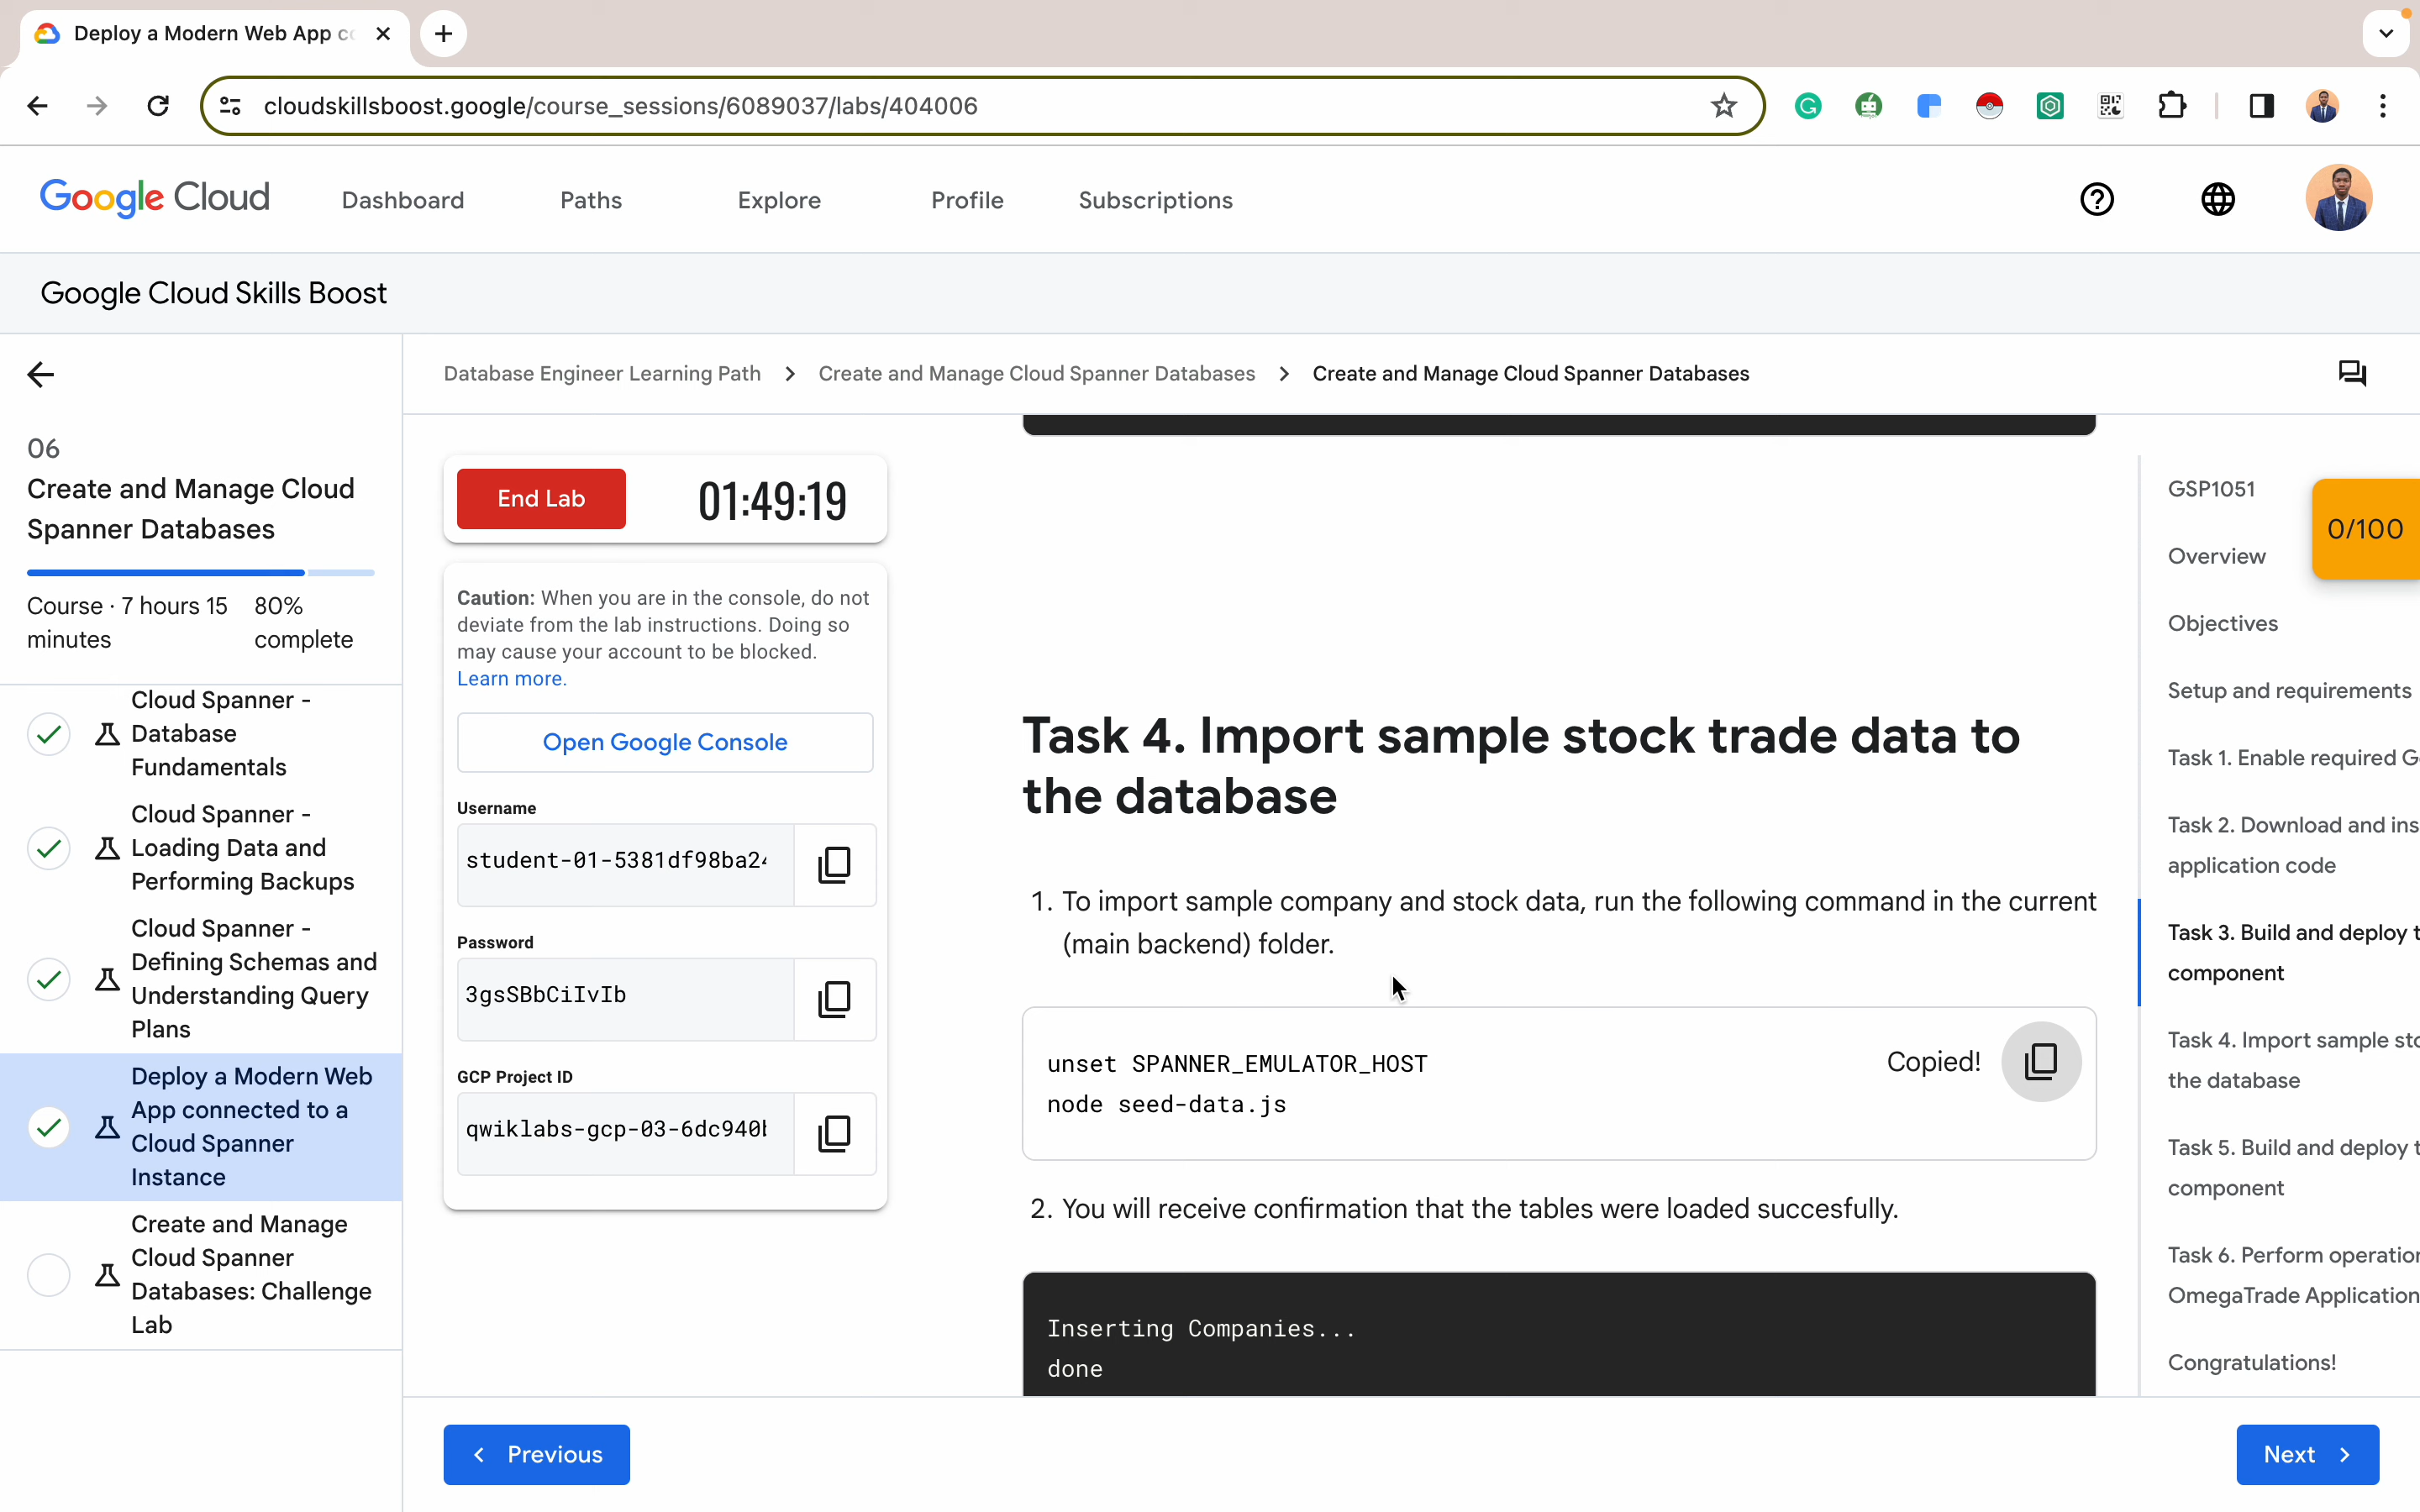 Deploy a Modern Web App
cloudskillsboost.google/course_sessions/6089037/labs/404006
Google Cloud
Dashboard
Paths
Explore
Profile
Subscriptions
Google Cloud Skills Boost
Database Engineer Learning Path > Create and Manage Cloud Spanner Databases > Create and Manage Cloud Spanner Databases
06
Create and Manage Cloud
Spanner Databases
Course · 7 hours 15
minutes
80%
complete
Cloud Spanner -
Database
Fundamentals
Cloud Spanner -
Loading Data and
Performing Backups
Cloud Spanner -
Defining Schemas and
Understanding Query
Plans
Deploy a Modern Web
App connected to a
Cloud Spanner
Instance
Create and Manage
Cloud Spanner
Databases: Challenge
Lab
End Lab
01:49:19
Caution: When you are in the console, do not
deviate from the lab instructions. Doing so
may cause your account to be blocked.
Learn more.
Open Google Console
Username
student-01-5381df98ba24
Password
3gsSBbCiIvIb
GCP Project ID
qwiklabs-gcp-03-6dc940b
Task 4. Import sample stock trade data to
the database
1. To import sample company and stock data, run the following command in the current
(main backend) folder.
unset SPANNER_EMULATOR_HOST
node seed-data.js
Copied!
2. You will receive confirmation that the tables were loaded succesfully.
Inserting Companies...
done
GSP1051
0/100
Overview
Objectives
Setup and requirements
Task 1. Enable required G
Task 2. Download and ins
application code
Task 3. Build and deploy t
component
Task 4. Import sample sto
the database
Task 5. Build and deploy t
component
Task 6. Perform operation
OmegaTrade Application
Congratulations!
Previous
Next